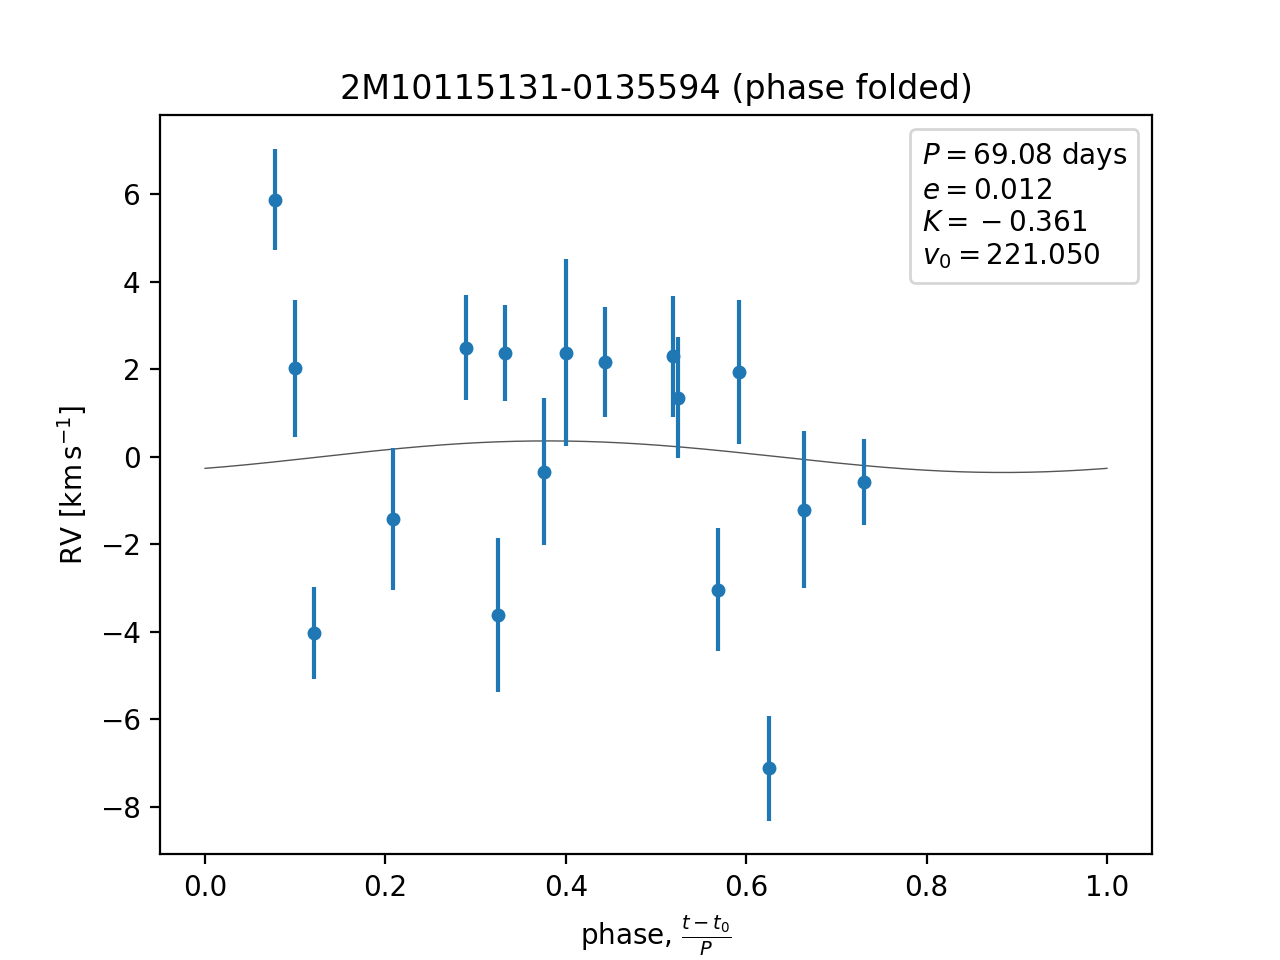 2M10115131-0135594 (phase folded)
P = 69.08 days
e = 0.012
K = −0.361
v₀ = 221.050
6
4
2
0
−2
−4
−6
−8
RV [km s⁻¹]
0.0 0.2 0.4 0.6 0.8 1.0
phase, (t − t₀)/P